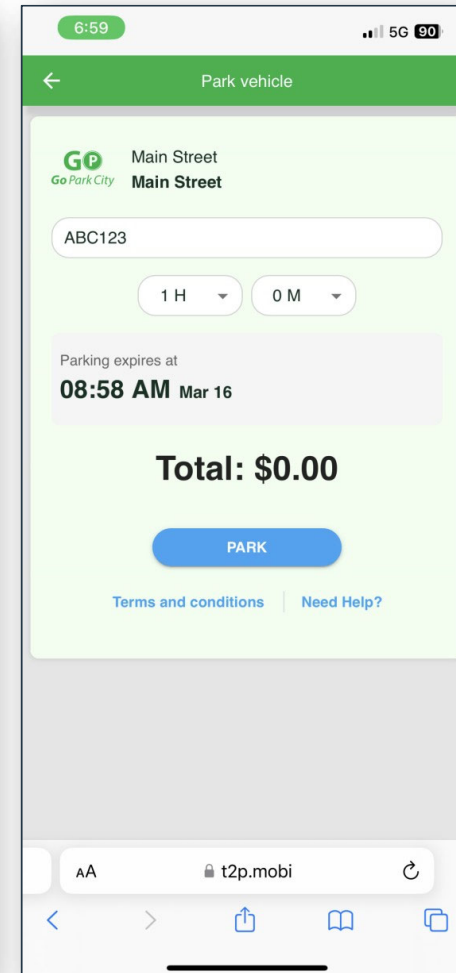 6:59
5G 90
Park vehicle
GO P
Go Park City
Main Street
Main Street
ABC123
1 H
0 M
Parking expires at
08:58 AM Mar 16
Total: $0.00
PARK
Terms and conditions
Need Help?
AA
t2p.mobi